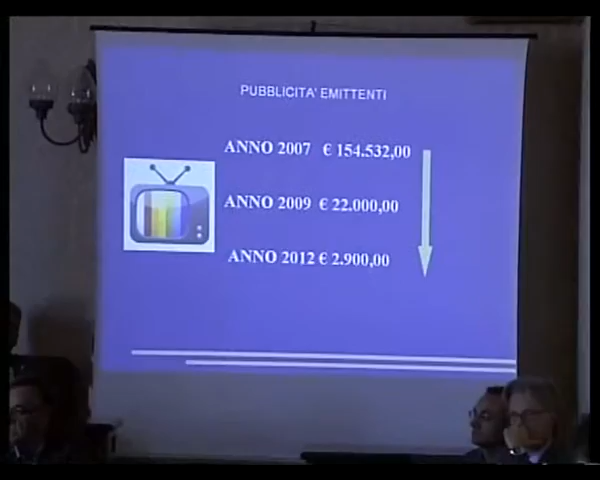 PUBBLICITA' EMITTENTI
ANNO 2007 € 154.532,00
ANNO 2009 € 22.000,00
ANNO 2012 € 2.900,00